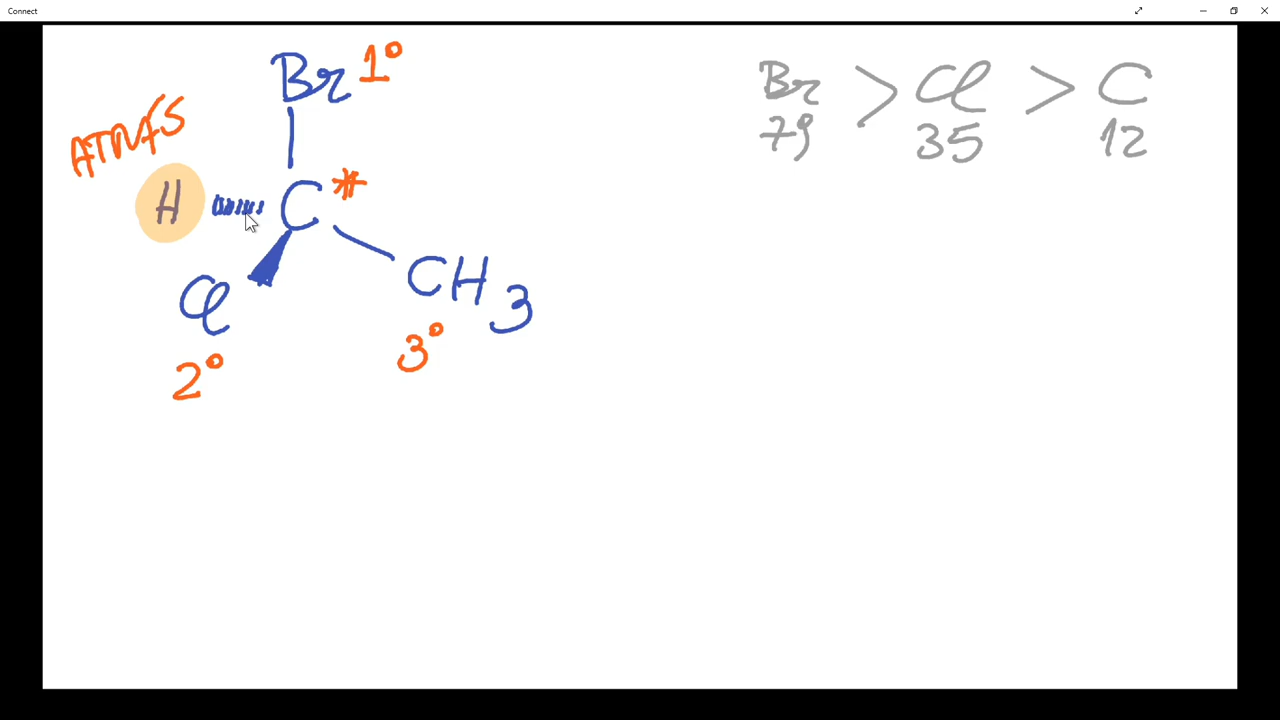 Connect
Br 1°
ATRÁS
H C *
Cl
CH3
2°
3°
Br > Cl > C
79 35 12